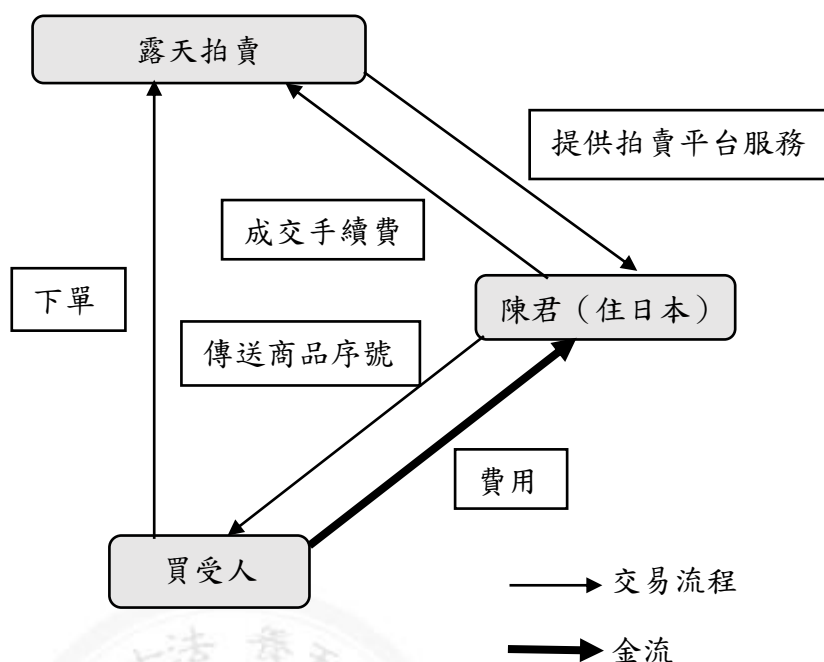 露天拍賣
提供拍賣平台服務
成交手續費
下單
陳君（住日本）
傳送商品序號
費用
買受人
交易流程
金流